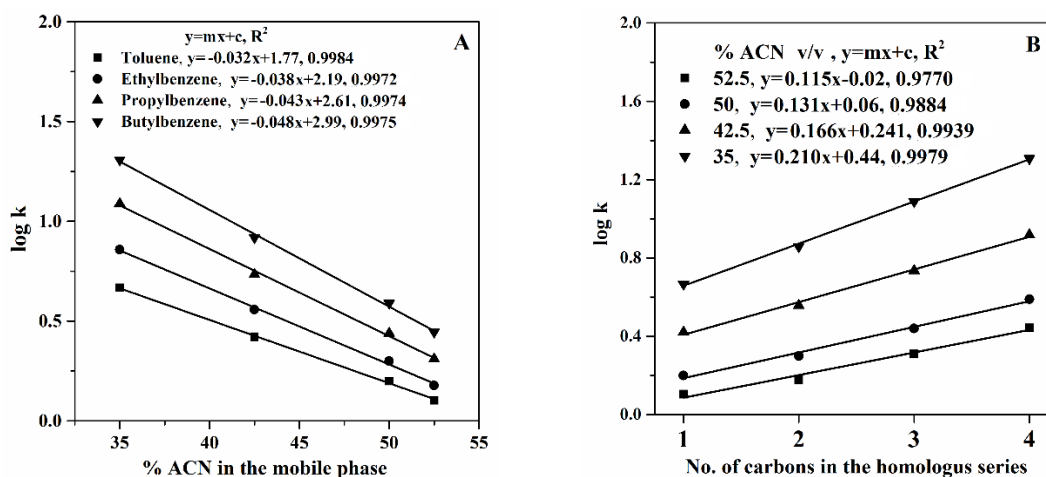 A
y=mx+c, R²
Toluene, y=-0.032x+1.77, 0.9984
Ethylbenzene, y=-0.038x+2.19, 0.9972
Propylbenzene, y=-0.043x+2.61, 0.9974
Butylbenzene, y=-0.048x+2.99, 0.9975
2.0
1.5
1.0
0.5
0.0
log k
35 40 45 50 55
% ACN in the mobile phase
B
% ACN v/v , y=mx+c, R²
52.5, y=0.115x-0.02, 0.9770
50, y=0.131x+0.06, 0.9884
42.5, y=0.166x+0.241, 0.9939
35, y=0.210x+0.44, 0.9979
2.0
1.6
1.2
0.8
0.4
0.0
log k
1 2 3 4
No. of carbons in the homologus series